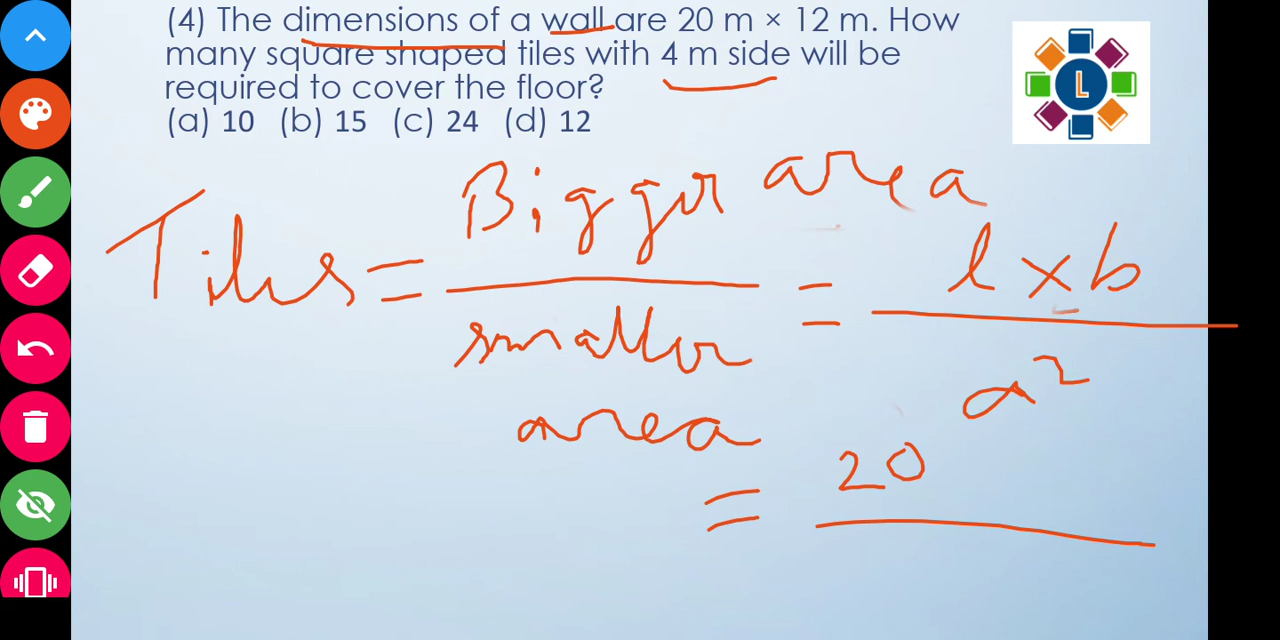 (4) The dimensions of a wall are 20 m × 12 m. How
many square shaped tiles with 4 m side will be
required to cover the floor?
(a) 10 (b) 15 (c) 24 (d) 12
L
Tiles = Bigger area / smaller area = l × b / a²
= 20